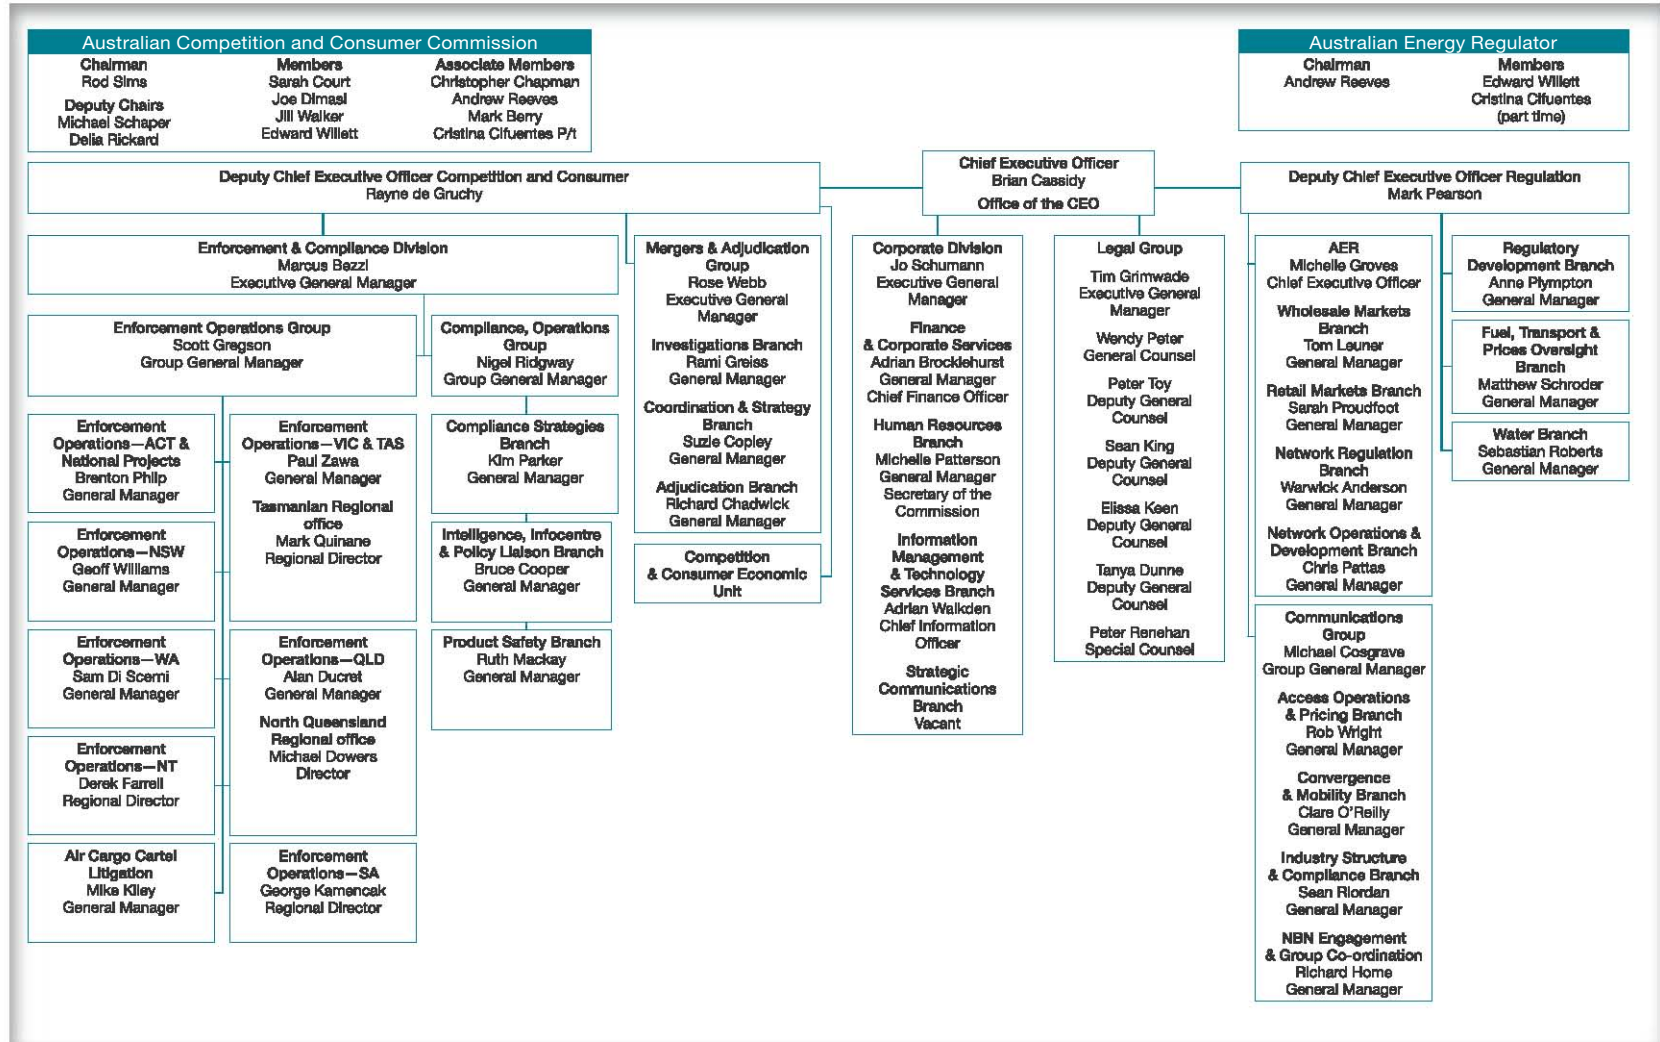 Australian Competition and Consumer Commission
Chairman
Rod Sims
Deputy Chairs
Michael Schaper
Delia Rickard
Members
Sarah Court
Joe Dimasi
Jill Walker
Edward Willett
Associate Members
Christopher Chapman
Andrew Reeves
Mark Berry
Cristina Cifuentes P/t
Australian Energy Regulator
Chairman
Andrew Reeves
Members
Edward Willett
Cristina Cifuentes
(part time)
Chief Executive Officer
Brian Cassidy
Office of the CEO
Deputy Chief Executive Officer Competition and Consumer
Rayne de Gruchy
Deputy Chief Executive Officer Regulation
Mark Pearson
Enforcement & Compliance Division
Marcus Bezzi
Executive General Manager
Enforcement Operations Group
Scott Gregson
Group General Manager
Enforcement
Operations—ACT &
National Projects
Brenton Philp
General Manager
Enforcement
Operations—NSW
Geoff Williams
General Manager
Enforcement
Operations—WA
Sam Di Scerni
General Manager
Enforcement
Operations—NT
Derek Farrell
Regional Director
Air Cargo Cartel
Litigation
Mike Kiley
General Manager
Enforcement
Operations—VIC & TAS
Paul Zawa
General Manager
Tasmanian Regional
office
Mark Quinane
Regional Director
Enforcement
Operations—QLD
Alan Ducret
General Manager
North Queensland
Regional office
Michael Dowers
Director
Enforcement
Operations—SA
George Kamencak
Regional Director
Compliance, Operations
Group
Nigel Ridgway
Group General Manager
Compliance Strategies
Branch
Kim Parker
General Manager
Intelligence, Infocentre
& Policy Liaison Branch
Bruce Cooper
General Manager
Product Safety Branch
Ruth Mackay
General Manager
Mergers & Adjudication
Group
Rose Webb
Executive General
Manager
Investigations Branch
Rami Greiss
General Manager
Coordination & Strategy
Branch
Suzie Copley
General Manager
Adjudication Branch
Richard Chadwick
General Manager
Competition
& Consumer Economic
Unit
Corporate Division
Jo Schumann
Executive General
Manager
Finance
& Corporate Services
Adrian Brocklehurst
General Manager
Chief Finance Officer
Human Resources
Branch
Michelle Patterson
General Manager
Secretary of the
Commission
Information
Management
& Technology
Services Branch
Adrian Walkden
Chief Information
Officer
Strategic
Communications
Branch
Vacant
Legal Group
Tim Grimwade
Executive General
Manager
Wendy Peter
General Counsel
Peter Toy
Deputy General
Counsel
Sean King
Deputy General
Counsel
Elissa Keen
Deputy General
Counsel
Tanya Dunne
Deputy General
Counsel
Peter Renehan
Special Counsel
AER
Michelle Groves
Chief Executive Officer
Wholesale Markets
Branch
Tom Leuner
General Manager
Retail Markets Branch
Sarah Proudfoot
General Manager
Network Regulation
Branch
Warwick Anderson
General Manager
Network Operations &
Development Branch
Chris Pattas
General Manager
Communications
Group
Michael Cosgrave
Group General Manager
Access Operations
& Pricing Branch
Rob Wright
General Manager
Convergence
& Mobility Branch
Clare O'Reilly
General Manager
Industry Structure
& Compliance Branch
Sean Riordan
General Manager
NBN Engagement
& Group Co-ordination
Richard Home
General Manager
Regulatory
Development Branch
Anne Plympton
General Manager
Fuel, Transport &
Prices Oversight
Branch
Matthew Schroder
General Manager
Water Branch
Sebastian Roberts
General Manager